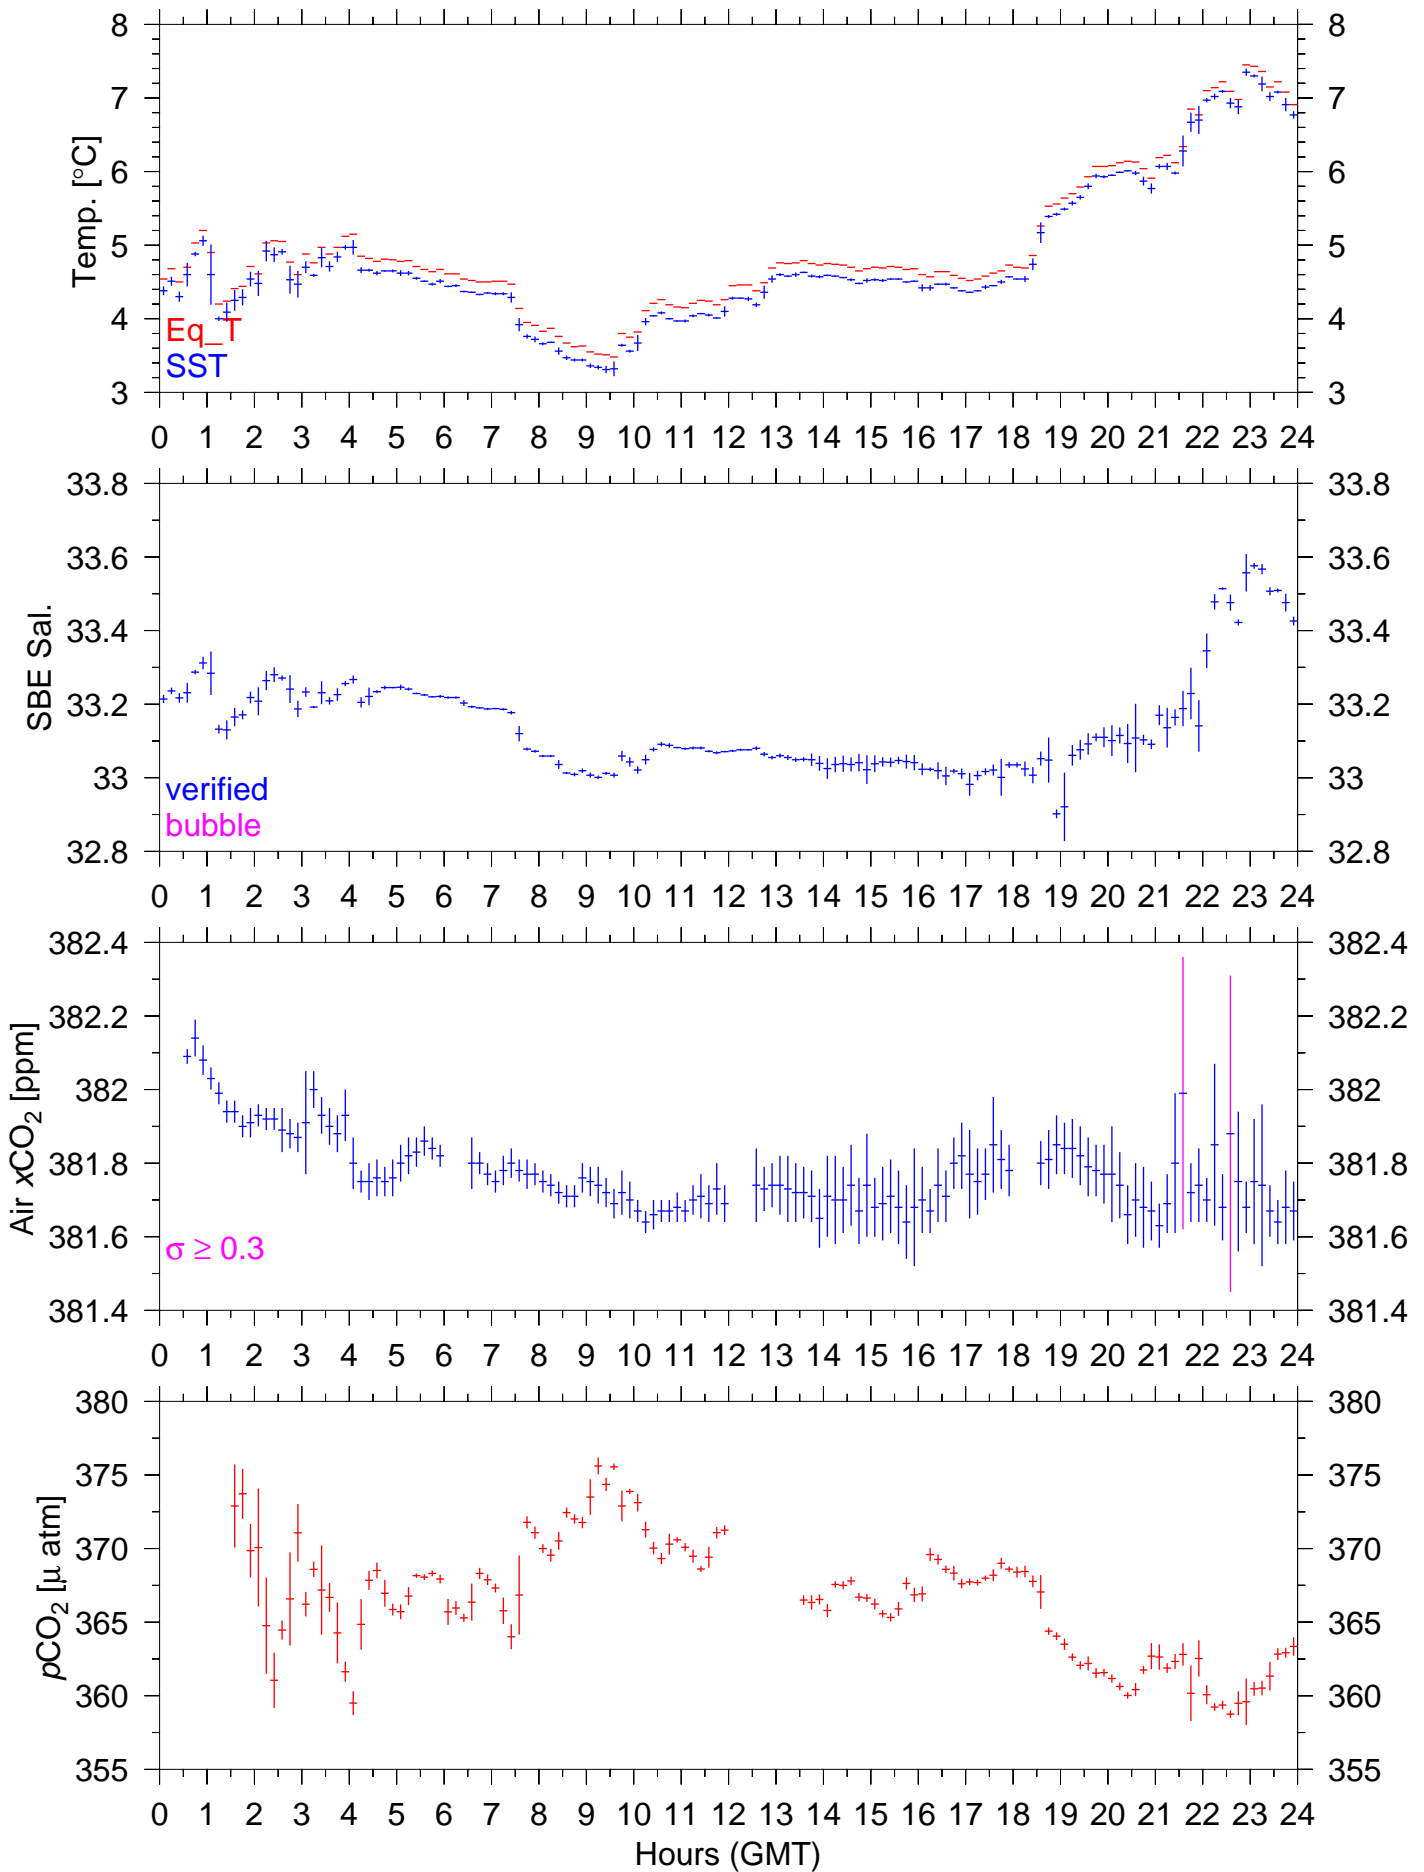 8 8
7 7
6 6
5 5
4 4
3 3
Temp. [°C]
Eq_T
SST
0 1 2 3 4 5 6 7 8 9 10 11 12 13 14 15 16 17 18 19 20 21 22 23 24
33.8 33.8
33.6 33.6
33.4 33.4
33.2 33.2
33 33
32.8 32.8
SBE Sal.
verified
bubble
0 1 2 3 4 5 6 7 8 9 10 11 12 13 14 15 16 17 18 19 20 21 22 23 24
382.4 382.4
382.2 382.2
382 382
381.8 381.8
381.6 381.6
381.4 381.4
Air xCO₂ [ppm]
σ ≥ 0.3
0 1 2 3 4 5 6 7 8 9 10 11 12 13 14 15 16 17 18 19 20 21 22 23 24
380 380
375 375
370 370
365 365
360 360
355 355
pCO₂ [μ atm]
0 1 2 3 4 5 6 7 8 9 10 11 12 13 14 15 16 17 18 19 20 21 22 23 24
Hours (GMT)